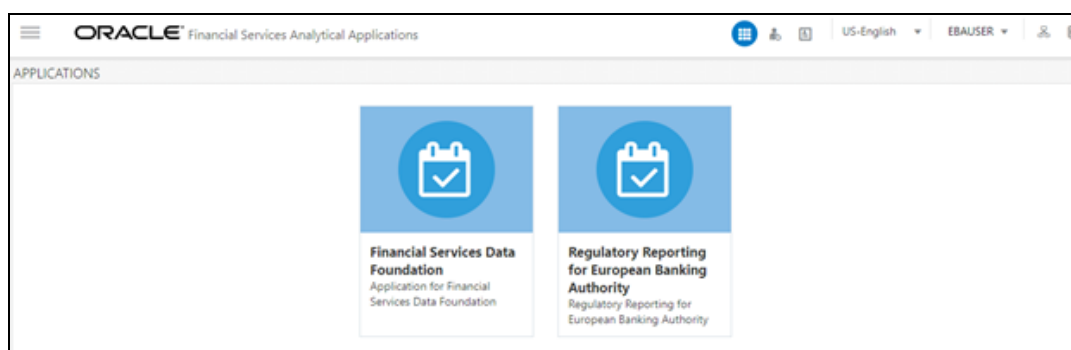 ORACLE® Financial Services Analytical Applications
US-English
EBAUSER
APPLICATIONS
Financial Services Data
Foundation
Application for Financial
Services Data Foundation
Regulatory Reporting
for European Banking
Authority
Regulatory Reporting for
European Banking Authority